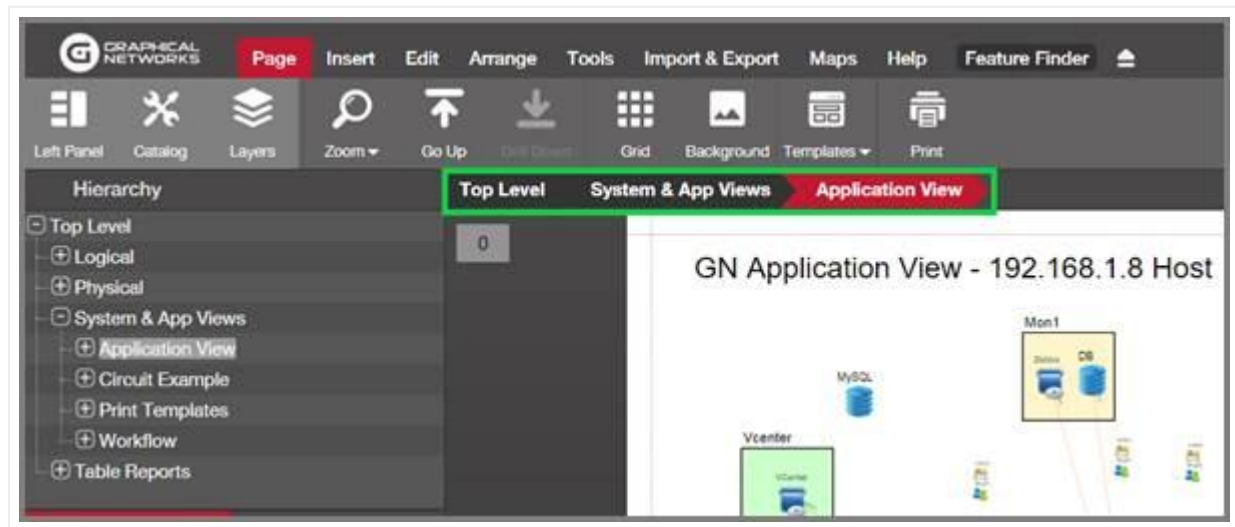 GRAPHICAL
NETWORKS
Page Insert Edit Arrange Tools Import & Export Maps Help Feature Finder
Left Panel Catalog Layers Zoom Go Up Drill Down Grid Background Templates Print
Hierarchy
Top Level System & App Views Application View
Top Level
0
Logical
GN Application View - 192.168.1.8 Host
Physical
System & App Views
Mon1
Application View
DB
Circuit Example
MySQL
Print Templates
Workflow
Vcenter
Table Reports
VCenter